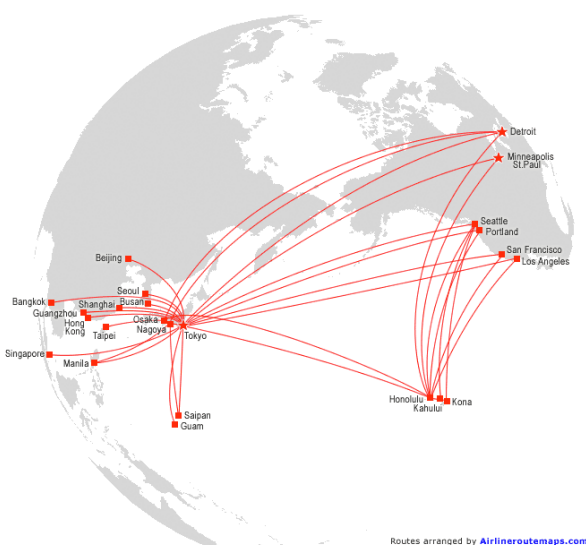 Detroit
Minneapolis
St.Paul
Seattle
Portland
San Francisco
Los Angeles
Beijing
Seoul
Busan
Shanghai
Bangkok
Guangzhou
Hong
Kong
Taipei
Osaka
Nagoya
Tokyo
Singapore
Manila
Honolulu
Kahului
Kona
Saipan
Guam
Routes arranged by Airlineroutemaps.com